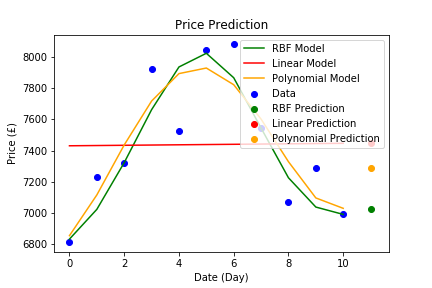 Price Prediction
RBF Model
Linear Model
Polynomial Model
Data
RBF Prediction
Linear Prediction
Polynomial Prediction
Price (£)
8000
7800
7600
7400
7200
7000
6800
0 2 4 6 8 10
Date (Day)